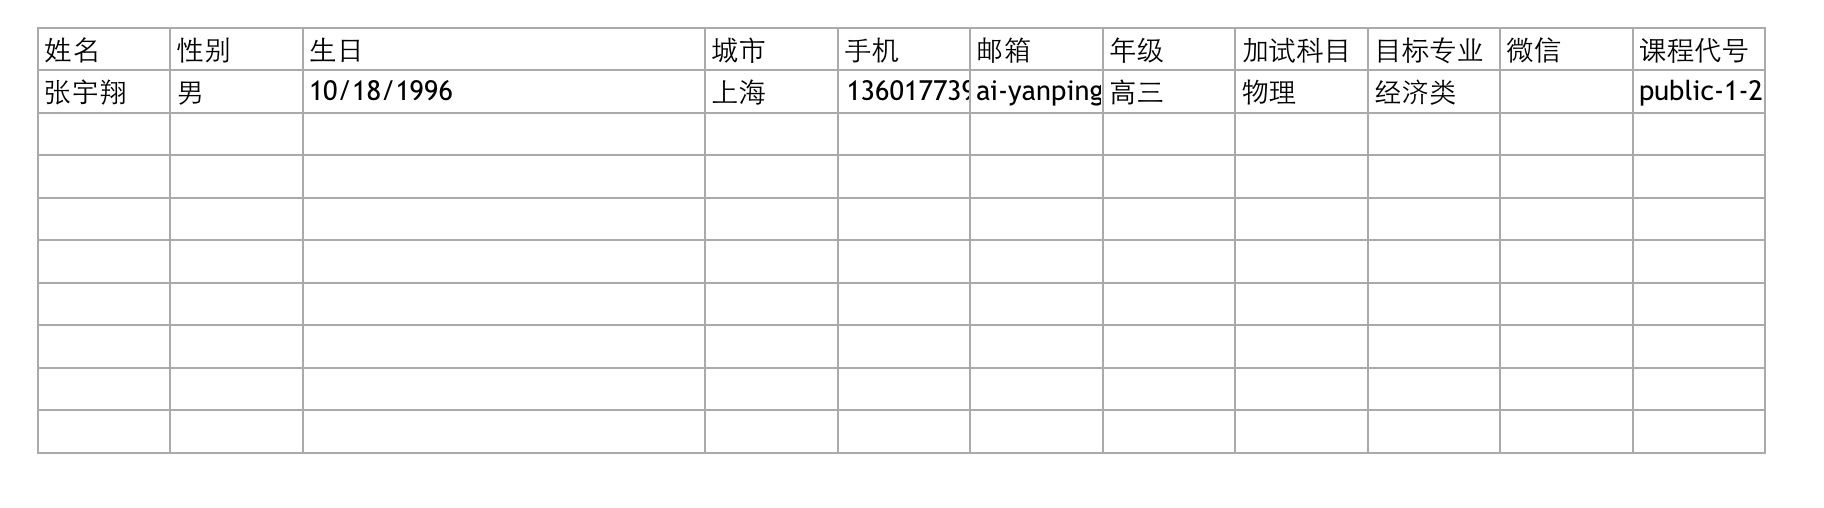 姓名 性别 生日 城市 手机 邮箱 年级 加试科目 目标专业 微信 课程代号
张宇翔 男 10/18/1996 上海 136017739 ai-yanping 高三 物理 经济类 public-1-2